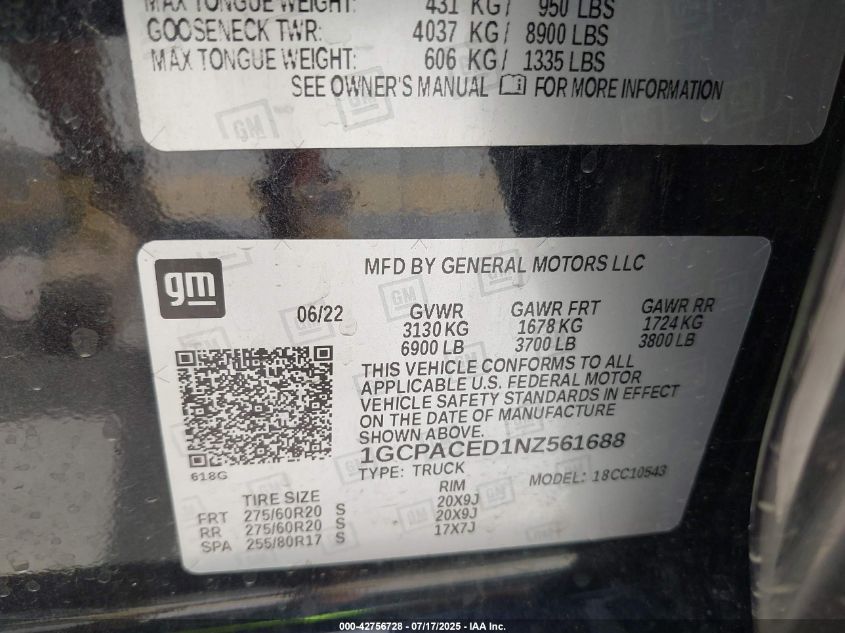 MAX TONGUE WEIGHT: 431 KG/ 950 LBS
GOOSENECK TWR: 4037 KG/ 8900 LBS
MAX TONGUE WEIGHT: 606 KG/ 1335 LBS
SEE OWNER'S MANUAL FOR MORE INFORMATION
gm
MFD BY GENERAL MOTORS LLC
06/22 GVWR GAWR FRT GAWR RR
3130 KG 1678 KG 1724 KG
6900 LB 3700 LB 3800 LB
THIS VEHICLE CONFORMS TO ALL
APPLICABLE U.S. FEDERAL MOTOR
VEHICLE SAFETY STANDARDS IN EFFECT
ON THE DATE OF MANUFACTURE
SHOWN ABOVE.
1GCPACED1NZ561688
618G
TYPE: TRUCK MODEL: 18CC10543
TIRE SIZE RIM
FRT 275/60R20 S 20X9J
RR 275/60R20 S 20X9J
SPA 255/80R17 S 17X7J
000-42756728 - 07/17/2025 - IAA Inc.